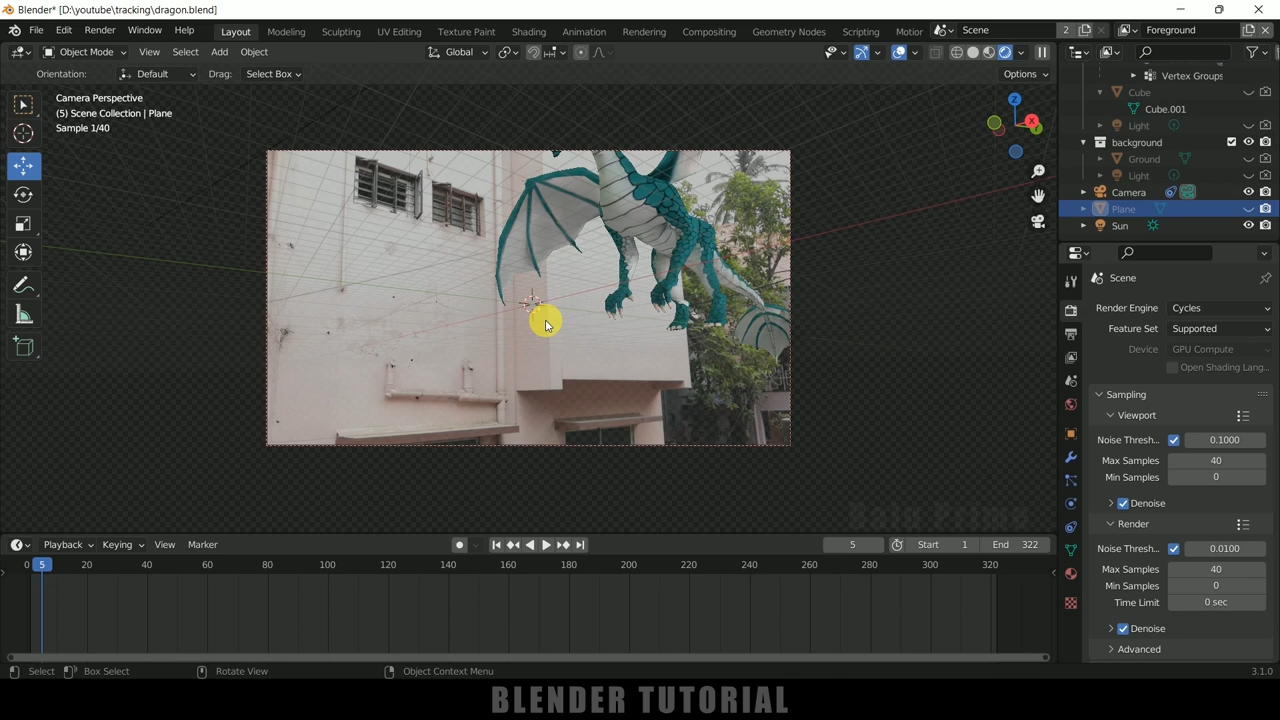 Blender* [D:\youtube\tracking\dragon.blend]
File Edit Render Window Help Layout Modeling Sculpting UV Editing Texture Paint Shading Animation Rendering Compositing Geometry Nodes Scripting Motior Scene 2 Foreground
Object Mode View Select Add Object Global
Orientation: Default Drag: Select Box Options
Camera Perspective
(5) Scene Collection | Plane
Sample 1/40
Z
X
Y
Vertex Groups
Cube
Cube.001
Light
background
Ground
Light
Camera
Plane
Sun
Scene
Render Engine Cycles
Feature Set Supported
Device GPU Compute
Open Shading Lang...
Sampling
Viewport
Noise Thresh... 0.1000
Max Samples 40
Min Samples 0
Denoise
Render
Noise Thresh... 0.0100
Max Samples 40
Min Samples 0
Time Limit 0 sec
Denoise
Advanced
Playback Keying View Marker 5 Start 1 End 322
0 5 20 40 60 80 100 120 140 160 180 200 220 240 260 280 300 320
Select Box Select Rotate View Object Context Menu 3.1.0
BLENDER TUTORIAL